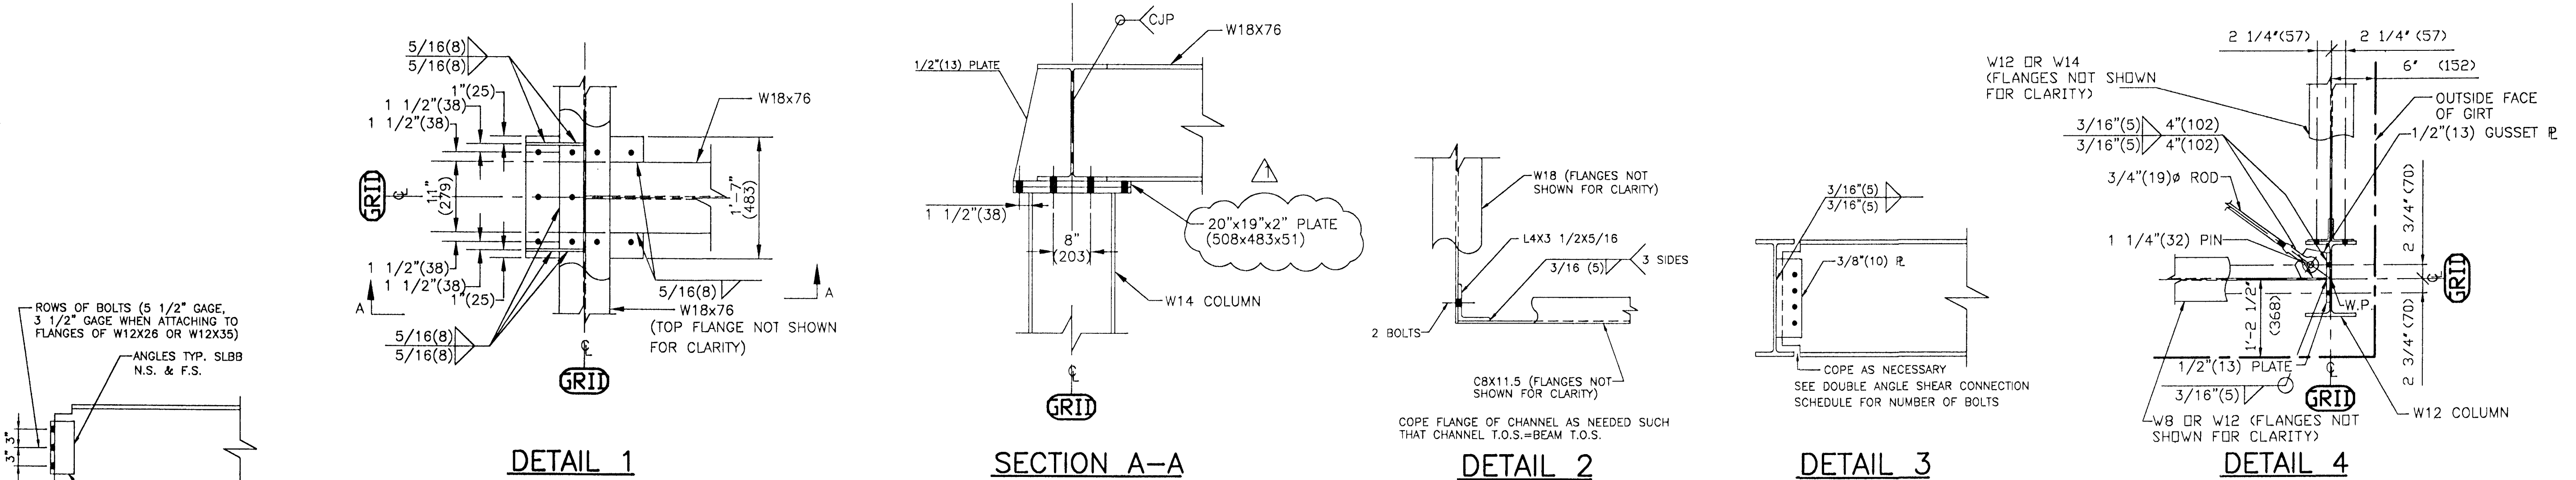 ROWS OF BOLTS (5 1/2" GAGE,
3 1/2" GAGE WHEN ATTACHING TO
FLANGES OF W12X26 OR W12X35)
ANGLES TYP. SLBB
N.S. & F.S.
3"
3"
5/16(8)
5/16(8)
1"(25)
1 1/2"(38)
1 1/2"(38)
W18x76
GRID
℄
11"
(279)
1'-7"
(483)
1 1/2"(38)
1 1/2"(38)
1"(25)
A
A
5/16(8)
W18x76
(TOP FLANGE NOT SHOWN
FOR CLARITY)
5/16(8)
5/16(8)
℄
GRID
DETAIL 1
CJP
W18X76
1/2"(13) PLATE
1
1 1/2"(38)
8"
(203)
20"x19"x2" PLATE
(508x483x51)
W14 COLUMN
℄
GRID
SECTION A-A
W18 (FLANGES NOT
SHOWN FOR CLARITY)
L4X3 1/2X5/16
3/16 (5)
3 SIDES
2 BOLTS
C8X11.5 (FLANGES NOT
SHOWN FOR CLARITY)
COPE FLANGE OF CHANNEL AS NEEDED SUCH
THAT CHANNEL T.O.S.=BEAM T.O.S.
DETAIL 2
3/16"(5)
3/16"(5)
3/8"(10) ⅊
COPE AS NECESSARY
SEE DOUBLE ANGLE SHEAR CONNECTION
SCHEDULE FOR NUMBER OF BOLTS
DETAIL 3
2 1/4"(57)
2 1/4"(57)
6" (152)
W12 OR W14
(FLANGES NOT SHOWN
FOR CLARITY)
OUTSIDE FACE
OF GIRT
1/2"(13) GUSSET ⅊
3/16"(5) 4"(102)
3/16"(5) 4"(102)
3/4"(19)ø ROD
1 1/4"(32) PIN
2 3/4"(70)
℄
GRID
2 3/4"(70)
W.P.
1'-2 1/2"
(368)
1/2"(13) PLATE
3/16"(5)
℄
GRID
W12 COLUMN
W8 OR W12 (FLANGES NOT
SHOWN FOR CLARITY)
DETAIL 4